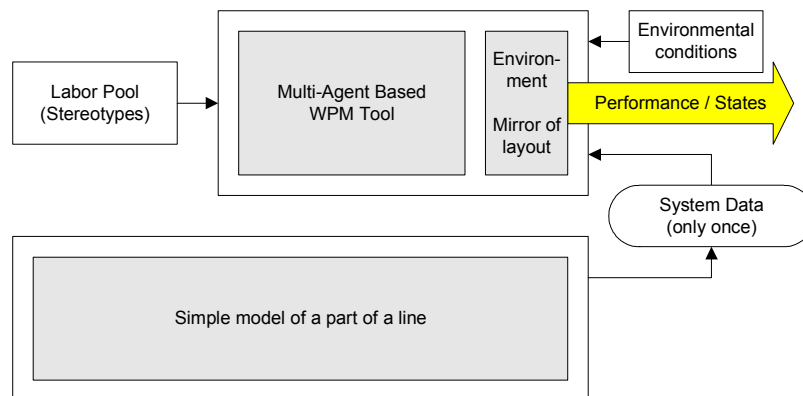 Labor Pool
(Stereotypes)
Multi-Agent Based
WPM Tool
Environ-
ment
Mirror of
layout
Environmental
conditions
Performance / States
System Data
(only once)
Simple model of a part of a line